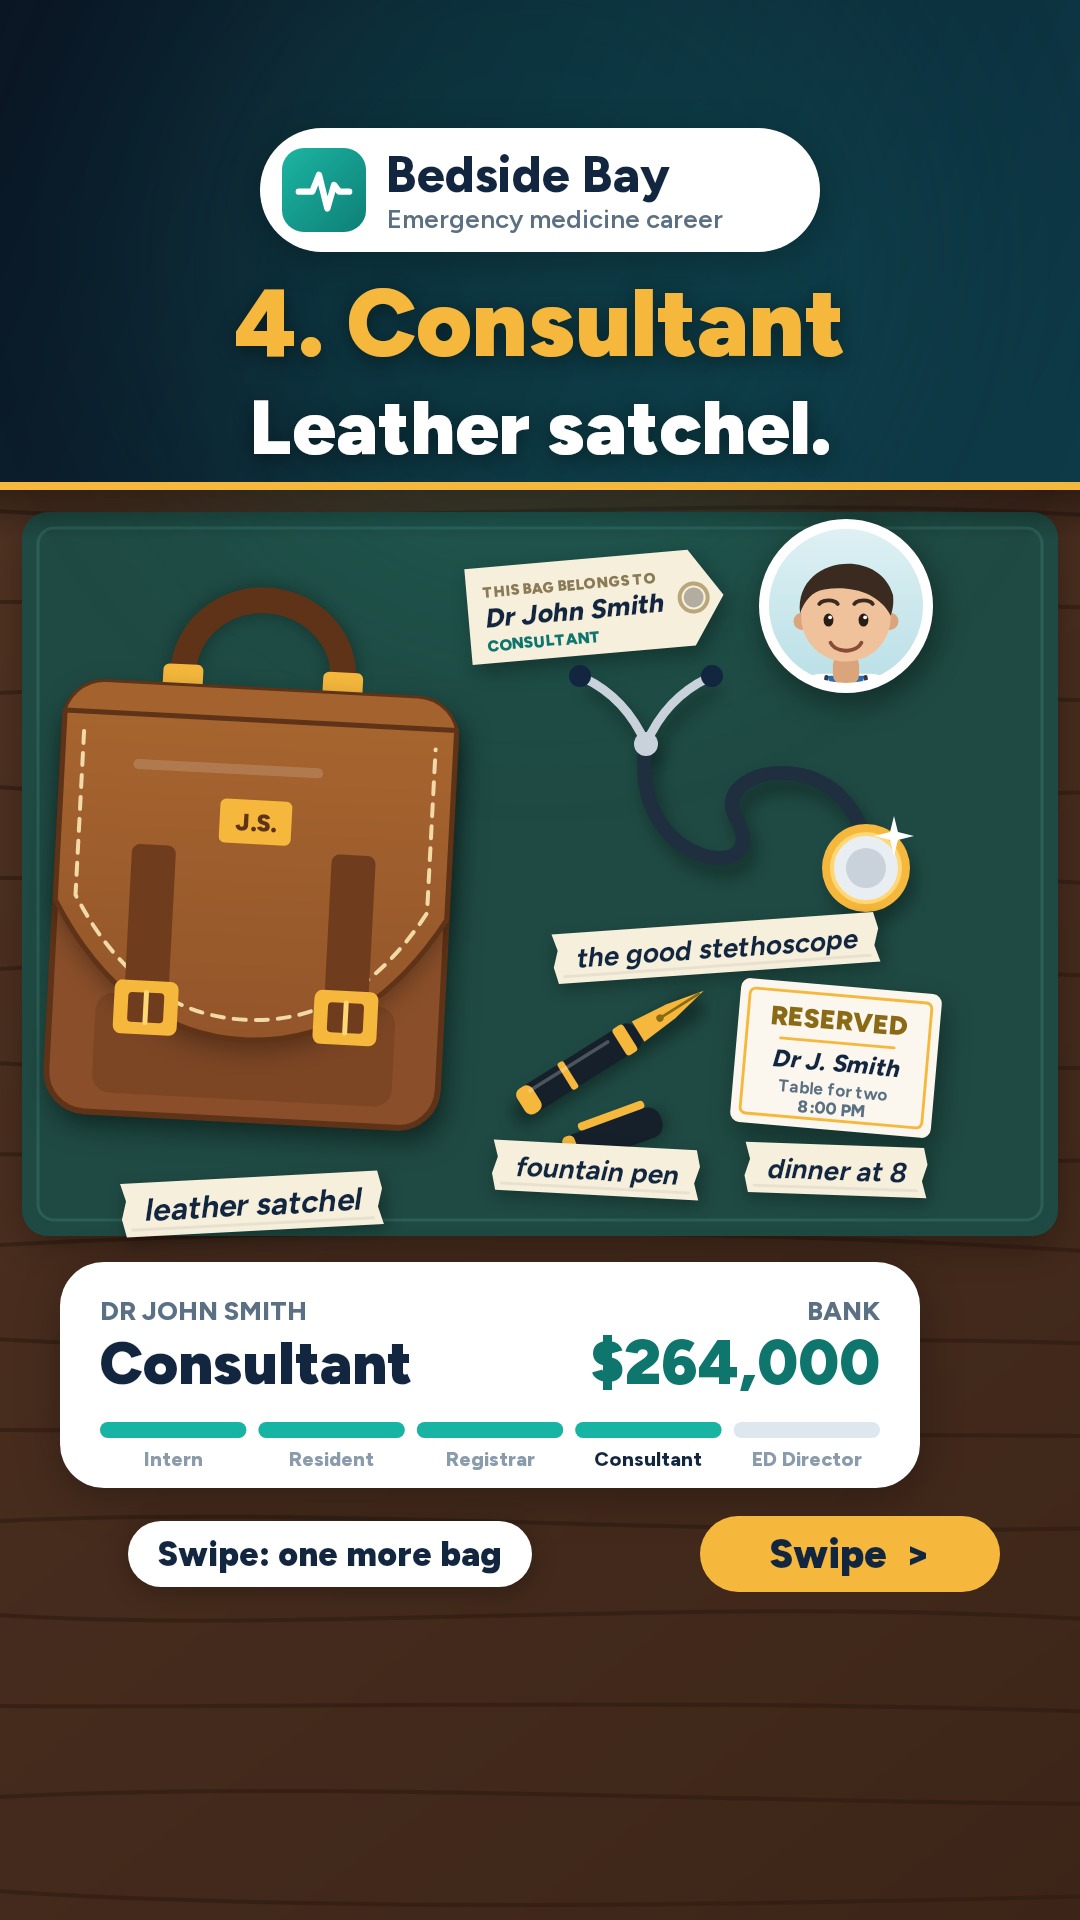 Bedside Bay
Emergency medicine career
4. Consultant
Leather satchel.
THIS BAG BELONGS TO
Dr John Smith
CONSULTANT
J.S.
the good stethoscope
RESERVED
Dr J. Smith
Table for two
8:00 PM
fountain pen
dinner at 8
leather satchel
DR JOHN SMITH
BANK
Consultant
$264,000
Intern
Resident
Registrar
Consultant
ED Director
Swipe: one more bag
Swipe >